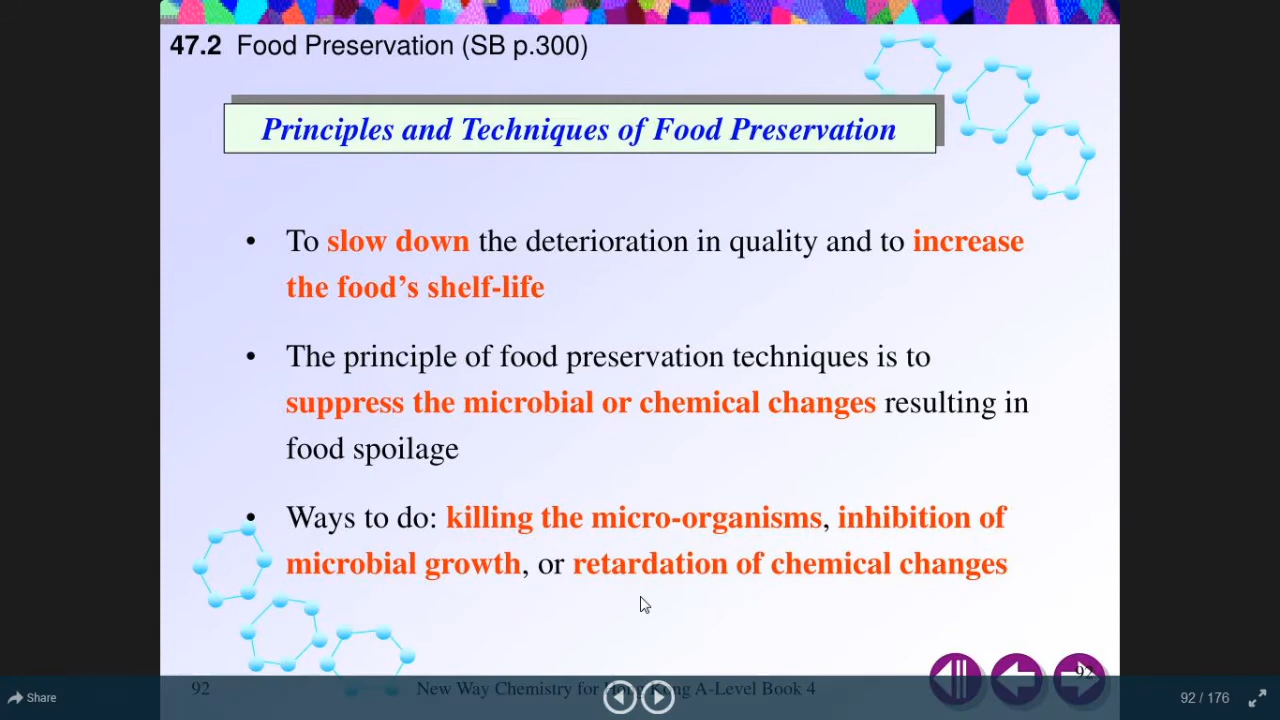 47.2 Food Preservation (SB p.300)
Principles and Techniques of Food Preservation
• To slow down the deterioration in quality and to increase
the food’s shelf-life
• The principle of food preservation techniques is to
suppress the microbial or chemical changes resulting in
food spoilage
• Ways to do: killing the micro-organisms, inhibition of
microbial growth, or retardation of chemical changes
92
92 New Way Chemistry for Hong Kong A-Level Book 4
Share
92 / 176